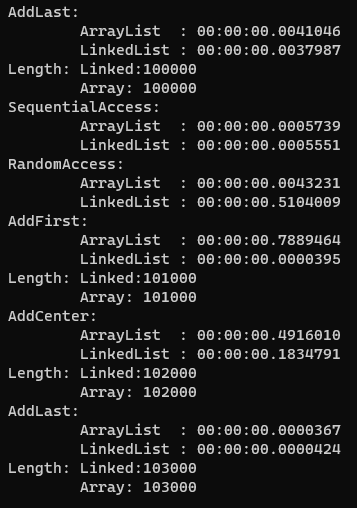 AddLast:
        ArrayList  : 00:00:00.0041046
        LinkedList : 00:00:00.0037987
Length: Linked:100000
        Array: 100000
SequentialAccess:
        ArrayList  : 00:00:00.0005739
        LinkedList : 00:00:00.0005551
RandomAccess:
        ArrayList  : 00:00:00.0043231
        LinkedList : 00:00:00.5104009
AddFirst:
        ArrayList  : 00:00:00.7889464
        LinkedList : 00:00:00.0000395
Length: Linked:101000
        Array: 101000
AddCenter:
        ArrayList  : 00:00:00.4916010
        LinkedList : 00:00:00.1834791
Length: Linked:102000
        Array: 102000
AddLast:
        ArrayList  : 00:00:00.0000367
        LinkedList : 00:00:00.0000424
Length: Linked:103000
        Array: 103000